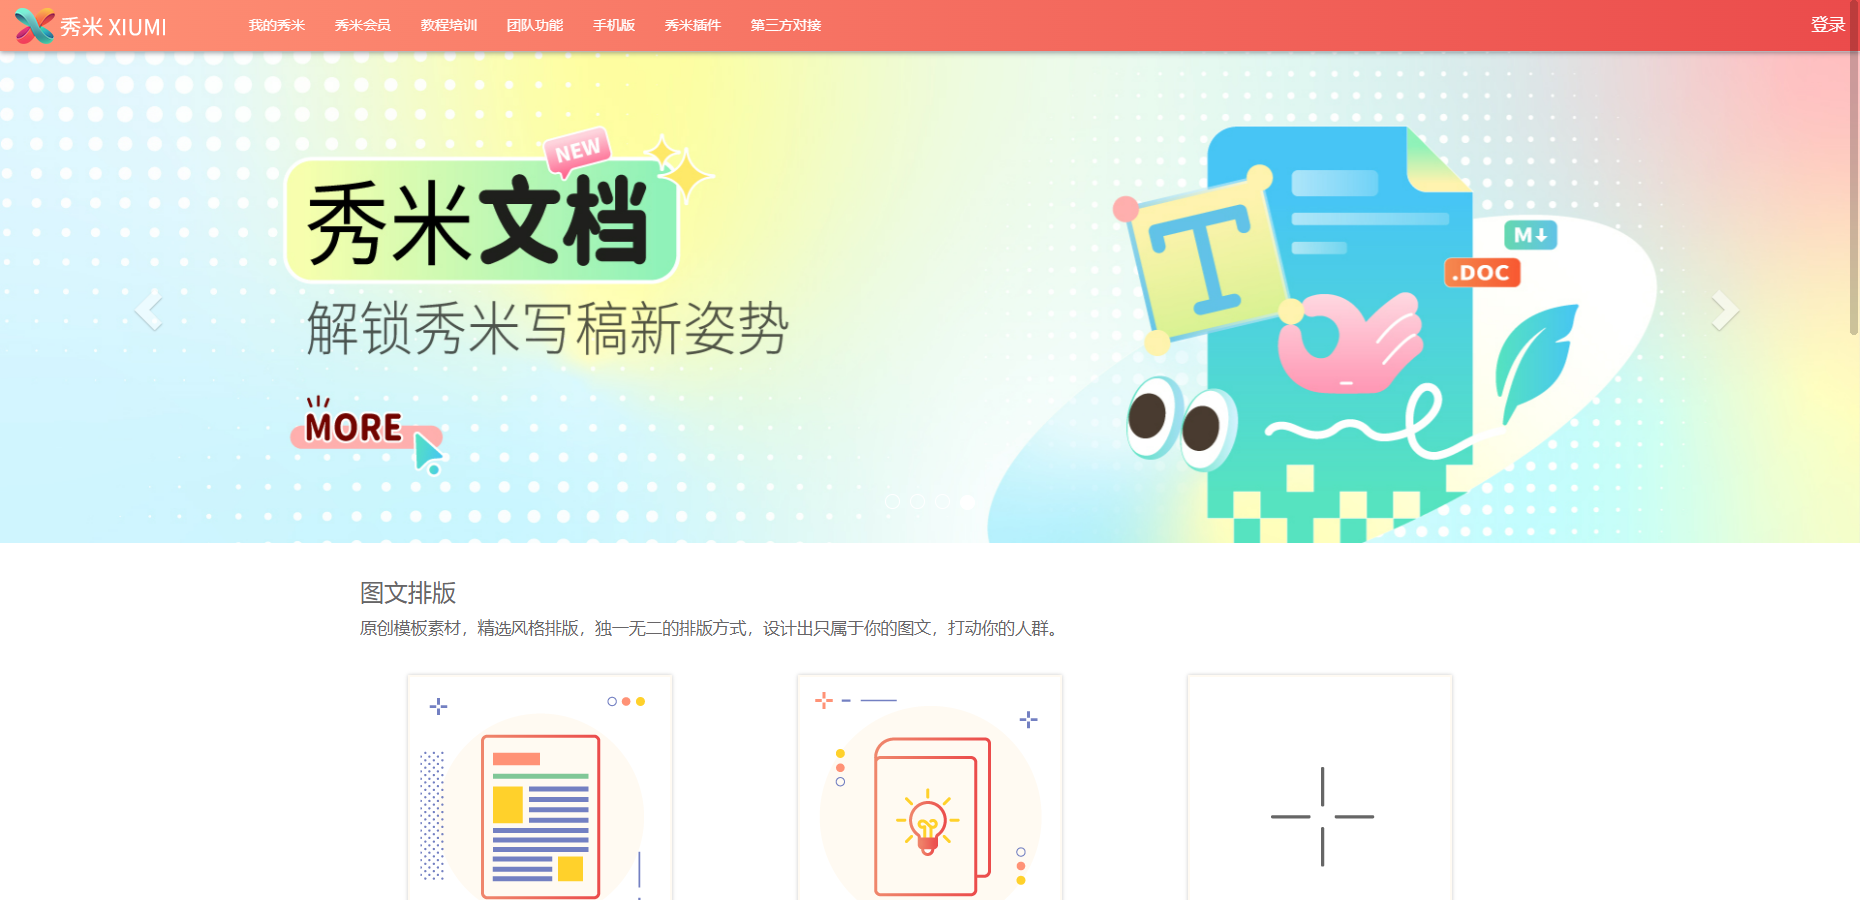 秀米 XIUMI
我的秀米 秀米会员 教程培训 团队功能 手机版 秀米插件 第三方对接 登录
NEW
秀米文档
解锁秀米写稿新姿势
MORE
T
M↓
.DOC
图文排版
原创模板素材，精选风格排版，独一无二的排版方式，设计出只属于你的图文，打动你的人群。